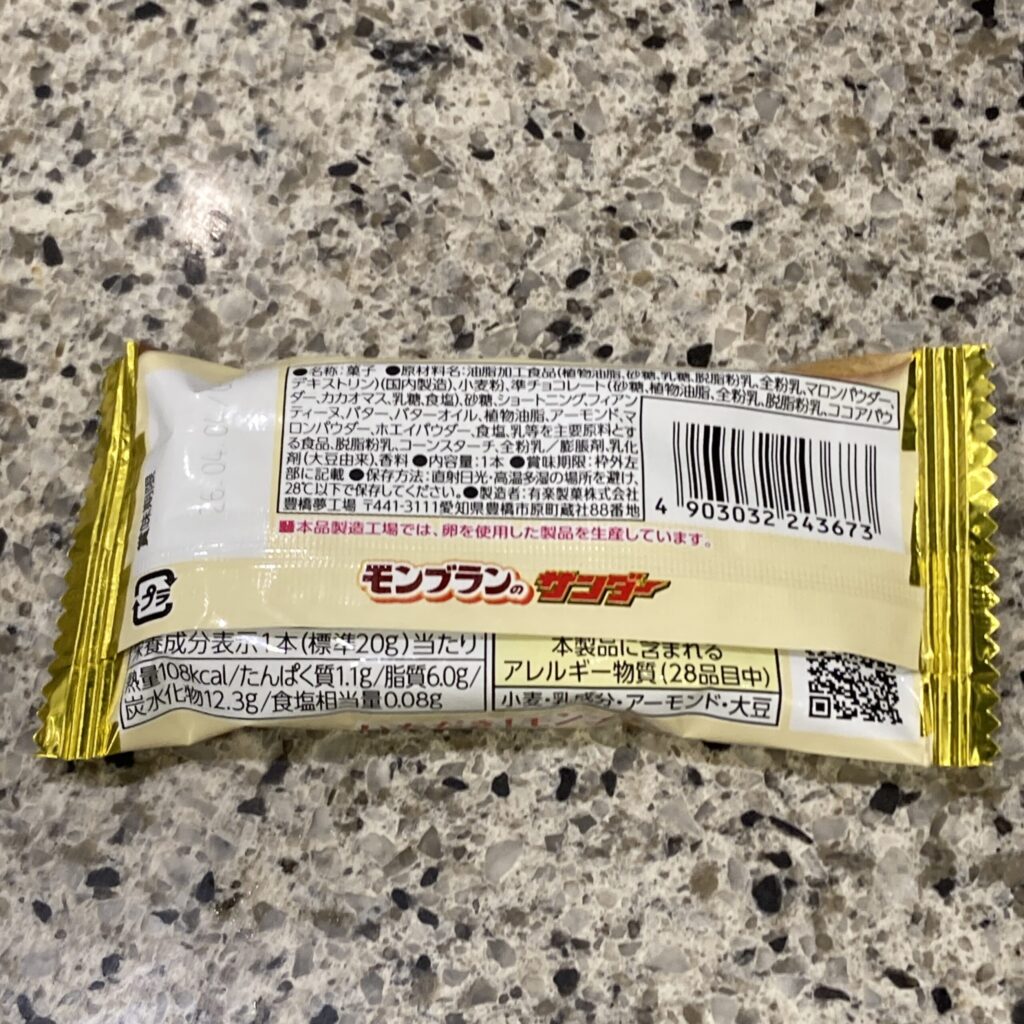 ●名称:菓子 ●原材料名:油脂加工食品(植物油脂、砂糖、乳糖、脱脂粉乳、全粉乳、マロンパウダー、
デキストリン)(国内製造)、小麦粉、準チョコレート(砂糖、植物油脂、全粉乳、脱脂粉乳、ココアパウ
ダー、カカオマス、乳糖、食塩)、砂糖、ショートニング、フィアン
ティーヌ、バター、バターオイル、植物油脂、アーモンド、マ
ロンパウダー、ホエイパウダー、食塩、乳等を主要原料とす
る食品、脱脂粉乳、コーンスターチ、全粉乳/膨脹剤、乳化
剤(大豆由来)、香料 ●内容量:1本 ●賞味期限:枠外左
部に記載 ●保存方法:直射日光・高温多湿の場所を避け、
28℃以下で保存してください。●製造者:有楽製菓株式会社
豊橋夢工場 〒441-3111愛知県豊橋市原町蔵社88番地
4 903032 243673
賞味期限
26.04.04
本品製造工場では、卵を使用した製品を生産しています。
プラ
モンブランのサンダー
栄養成分表示1本(標準20g)当たり
熱量108kcal/たんぱく質1.1g/脂質6.0g/
炭水化物12.3g/食塩相当量0.08g
本製品に含まれる
アレルギー物質(28品目中)
小麦・乳成分・アーモンド・大豆